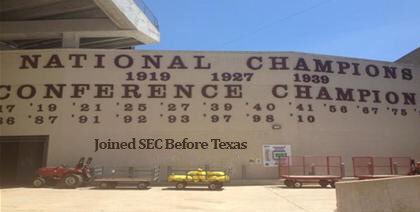 NATIONAL CHAMPIONS
1919 1927 1939
CONFERENCE CHAMPION
17 '19 '21 '25 '27 '39 '40 '41 '56 '67 '75
86 '87 '91 '92 '93 '97 '98 '10
Joined SEC Before Texas